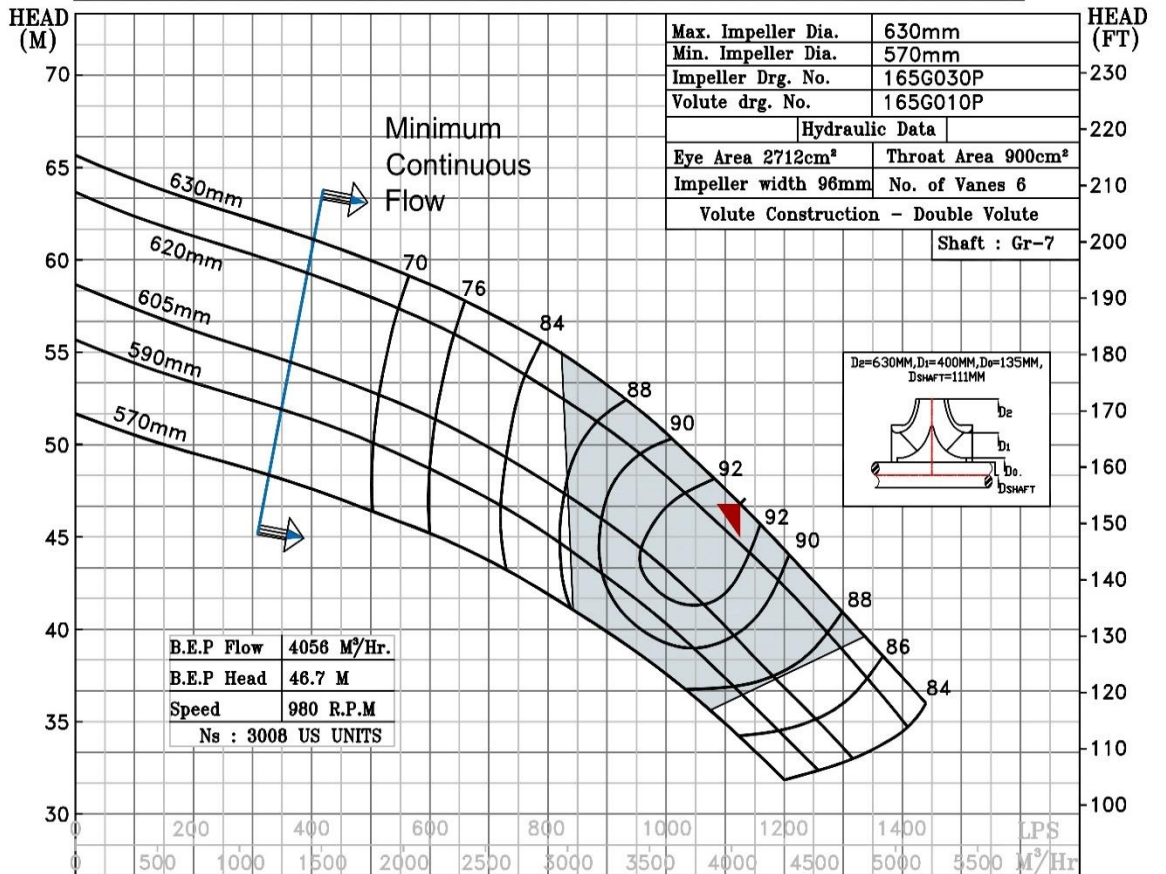 HEAD
(M)
HEAD
(FT)
Max. Impeller Dia. 630mm
Min. Impeller Dia. 570mm
Impeller Drg. No. 165G030P
Volute drg. No. 165G010P
Hydraulic Data
Eye Area 2712cm² Throat Area 900cm²
Impeller width 96mm No. of Vanes 6
Volute Construction - Double Volute
Shaft : Gr-7
70
65
60
55
50
45
40
35
30
230
220
210
200
190
180
170
160
150
140
130
120
110
100
Minimum
Continuous
Flow
630mm
620mm
605mm
590mm
570mm
70
76
84
88
90
92
92
90
88
86
84
D2=630MM,D1=400MM,D0=135MM,
DSHAFT=111MM
D2
D1
D0.
DSHAFT
B.E.P Flow 4056 M³/Hr.
B.E.P Head 46.7 M
Speed 980 R.P.M
Ns : 3008 US UNITS
0 200 400 600 800 1000 1200 1400 LPS
0 500 1000 1500 2000 2500 3000 3500 4000 4500 5000 5500 M³/Hr